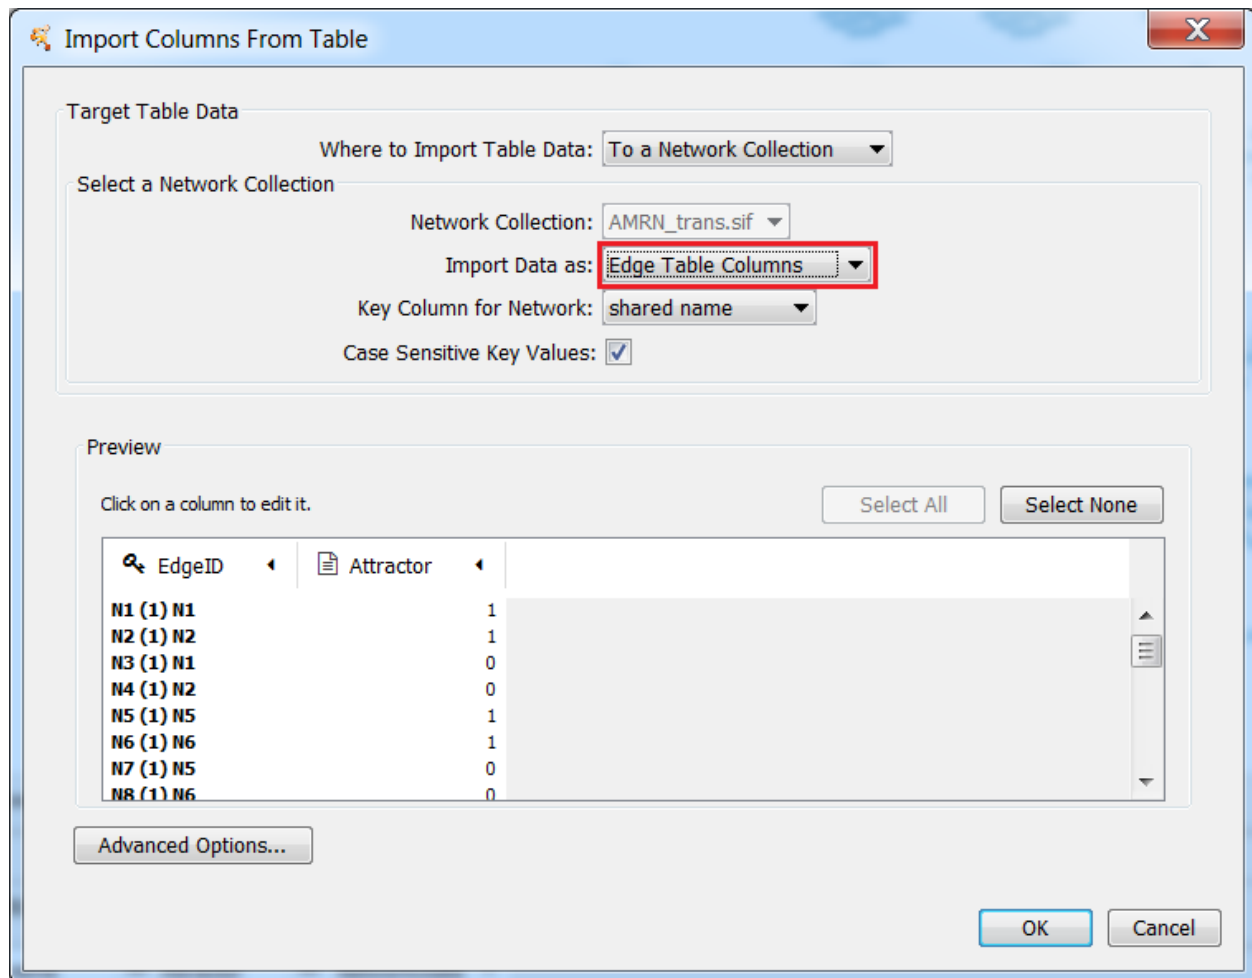 Import Columns From Table
Target Table Data
Where to Import Table Data: To a Network Collection
Select a Network Collection
Network Collection: AMRN_trans.sif
Import Data as: Edge Table Columns
Key Column for Network: shared name
Case Sensitive Key Values:
Preview
Click on a column to edit it. Select All Select None
EdgeID Attractor
N1 (1) N1 1
N2 (1) N2 1
N3 (1) N1 0
N4 (1) N2 0
N5 (1) N5 1
N6 (1) N6 1
N7 (1) N5 0
N8 (1) N6 0
Advanced Options...
OK Cancel